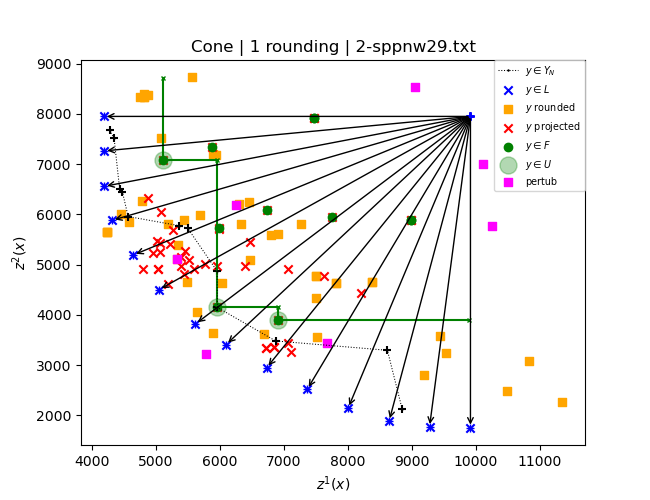 Cone | 1 rounding | 2-sppnw29.txt
9000
8000
7000
6000
5000
4000
3000
2000
z²(x)
4000 5000 6000 7000 8000 9000 10000 11000
z¹(x)
y ∈ Y_N
y ∈ L
y rounded
y projected
y ∈ F
y ∈ U
pertub